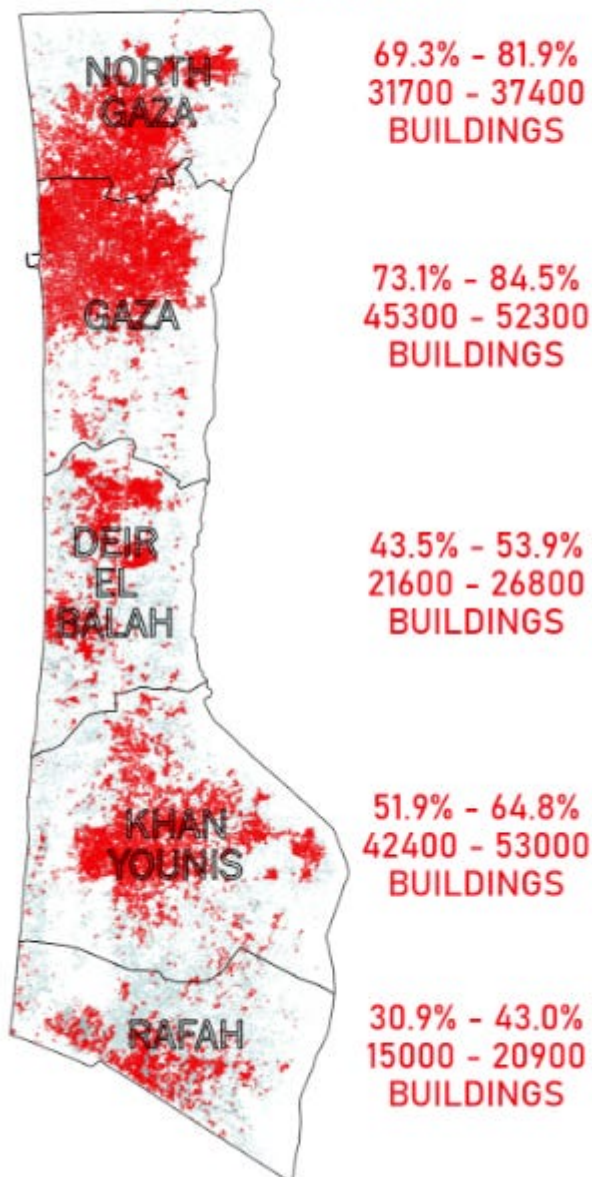 NORTH
GAZA
69.3% - 81.9%
31700 - 37400
BUILDINGS
GAZA
73.1% - 84.5%
45300 - 52300
BUILDINGS
DEIR
EL
BALAH
43.5% - 53.9%
21600 - 26800
BUILDINGS
KHAN
YOUNIS
51.9% - 64.8%
42400 - 53000
BUILDINGS
RAFAH
30.9% - 43.0%
15000 - 20900
BUILDINGS